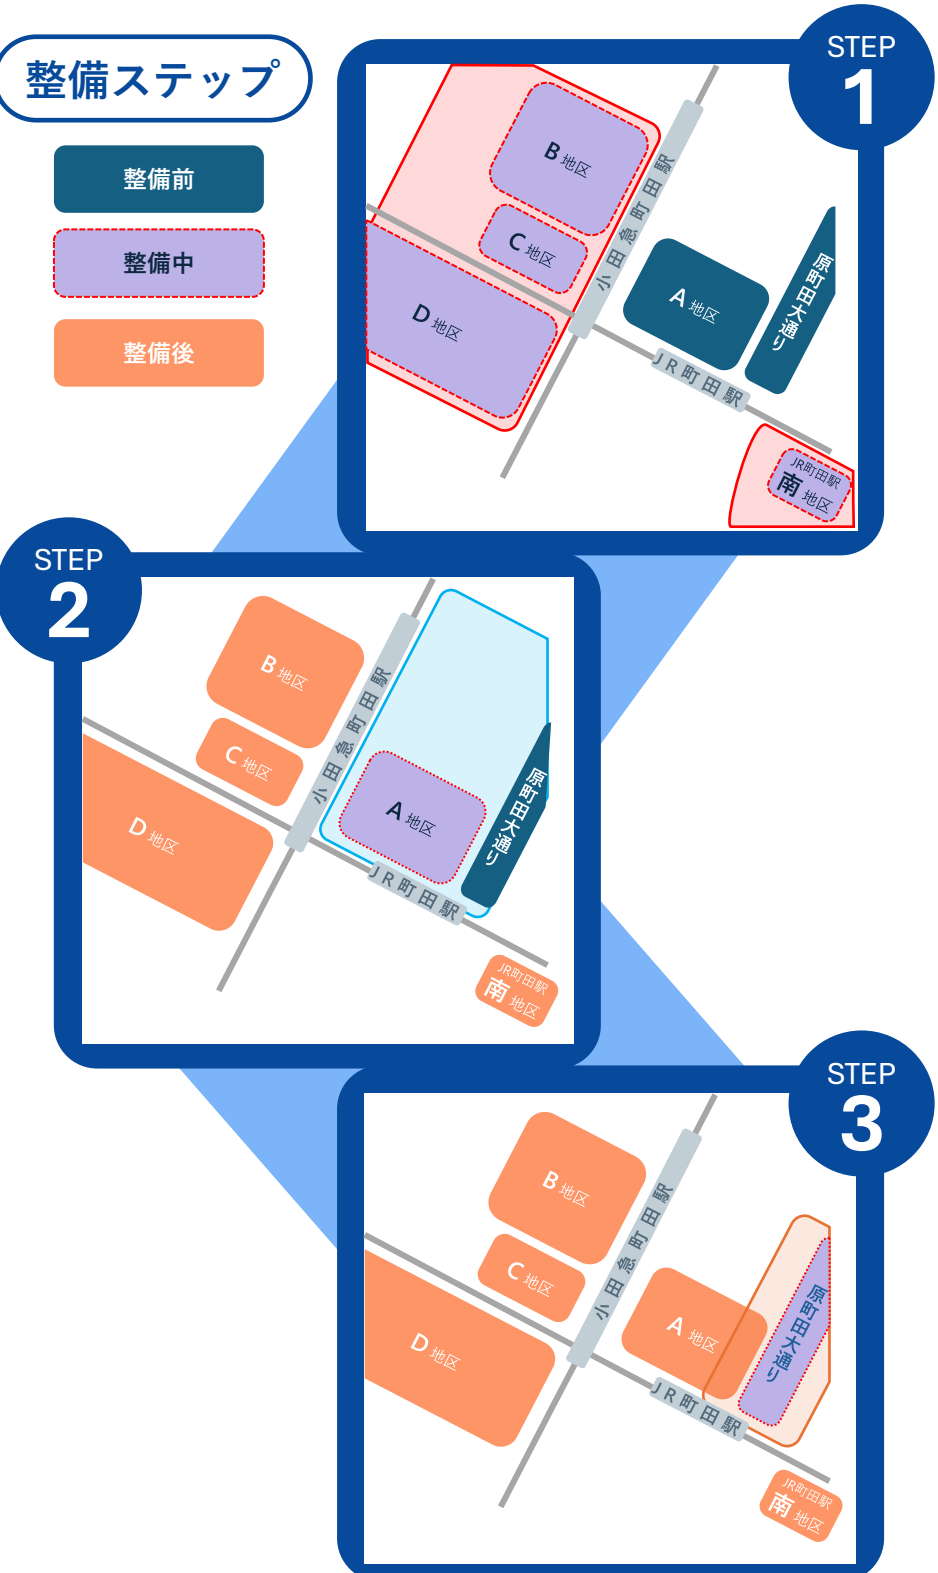 整備ステップ
整備前
整備中
整備後
STEP
1
B 地区
C 地区
D 地区
小田急町田駅
A 地区
原町田大通り
JR町田駅
JR町田駅
南 地区
STEP
2
B 地区
C 地区
D 地区
小田急町田駅
A 地区
原町田大通り
JR町田駅
JR町田駅
南 地区
STEP
3
B 地区
C 地区
D 地区
小田急町田駅
A 地区
原町田大通り
JR町田駅
JR町田駅
南 地区